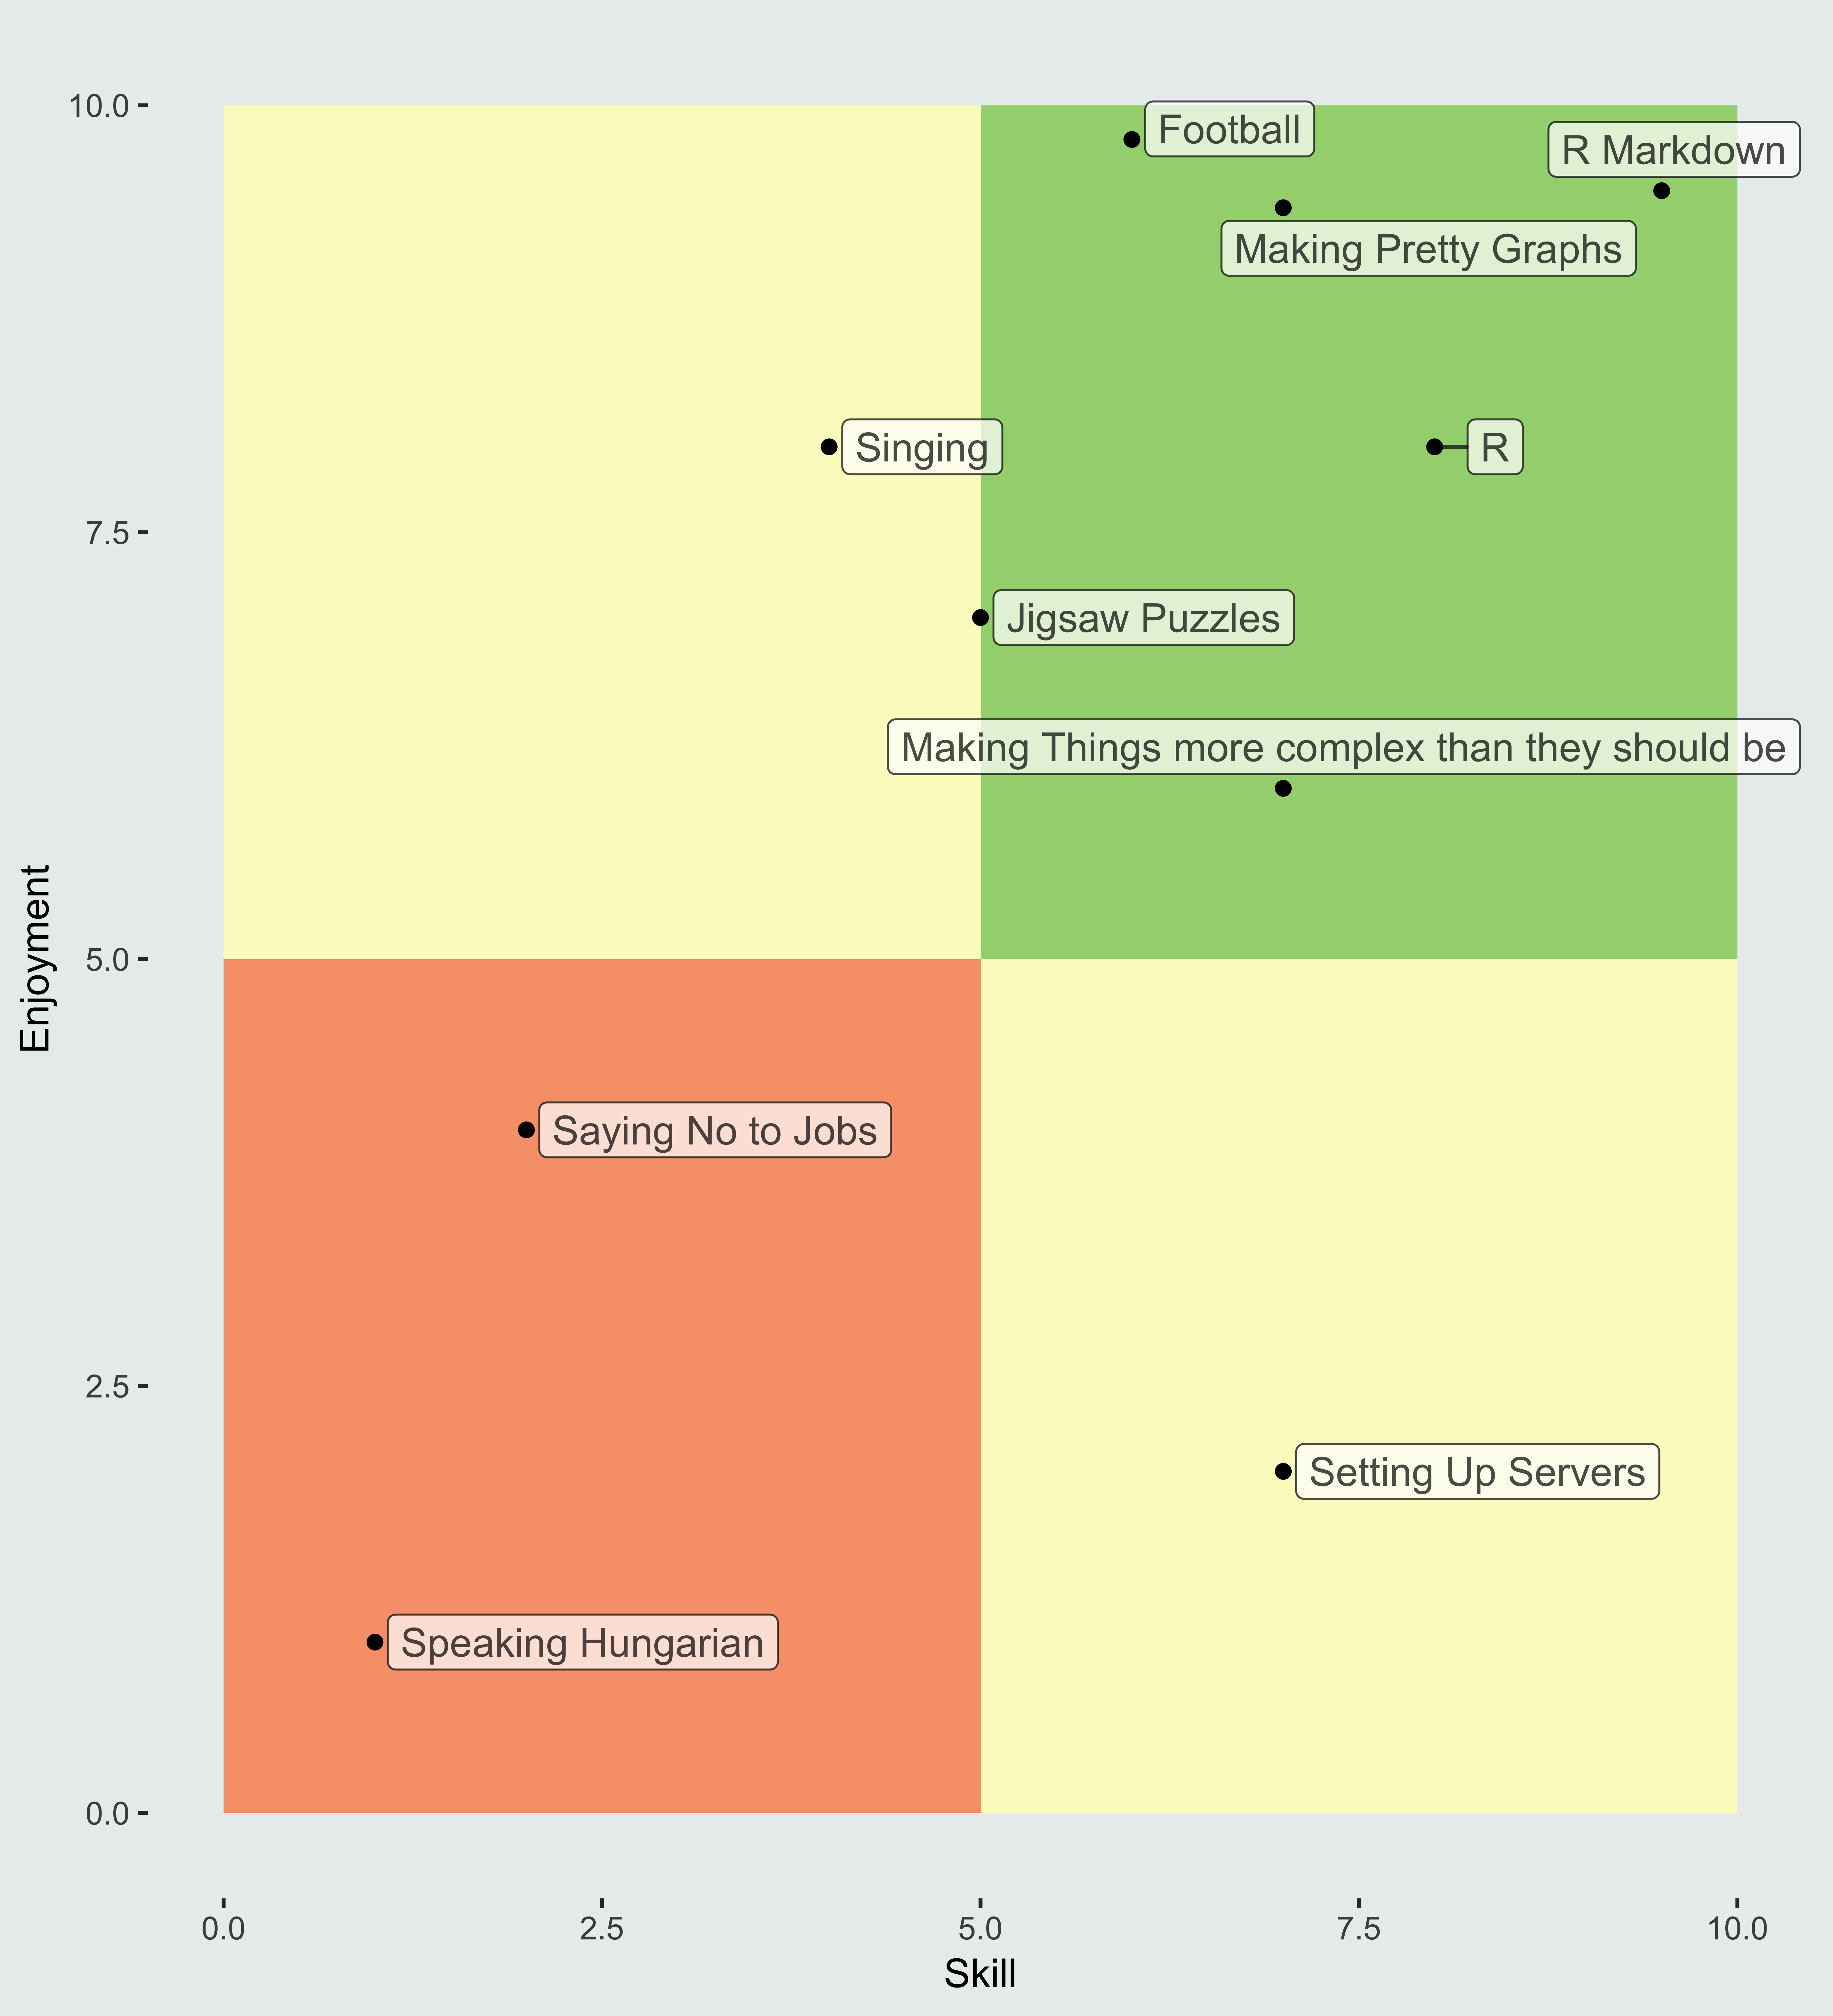 10.0
Football
R Markdown
Making Pretty Graphs
Singing
R
7.5
Jigsaw Puzzles
Making Things more complex than they should be
5.0
Enjoyment
Saying No to Jobs
2.5
Setting Up Servers
Speaking Hungarian
0.0
0.0
2.5
5.0
7.5
10.0
Skill